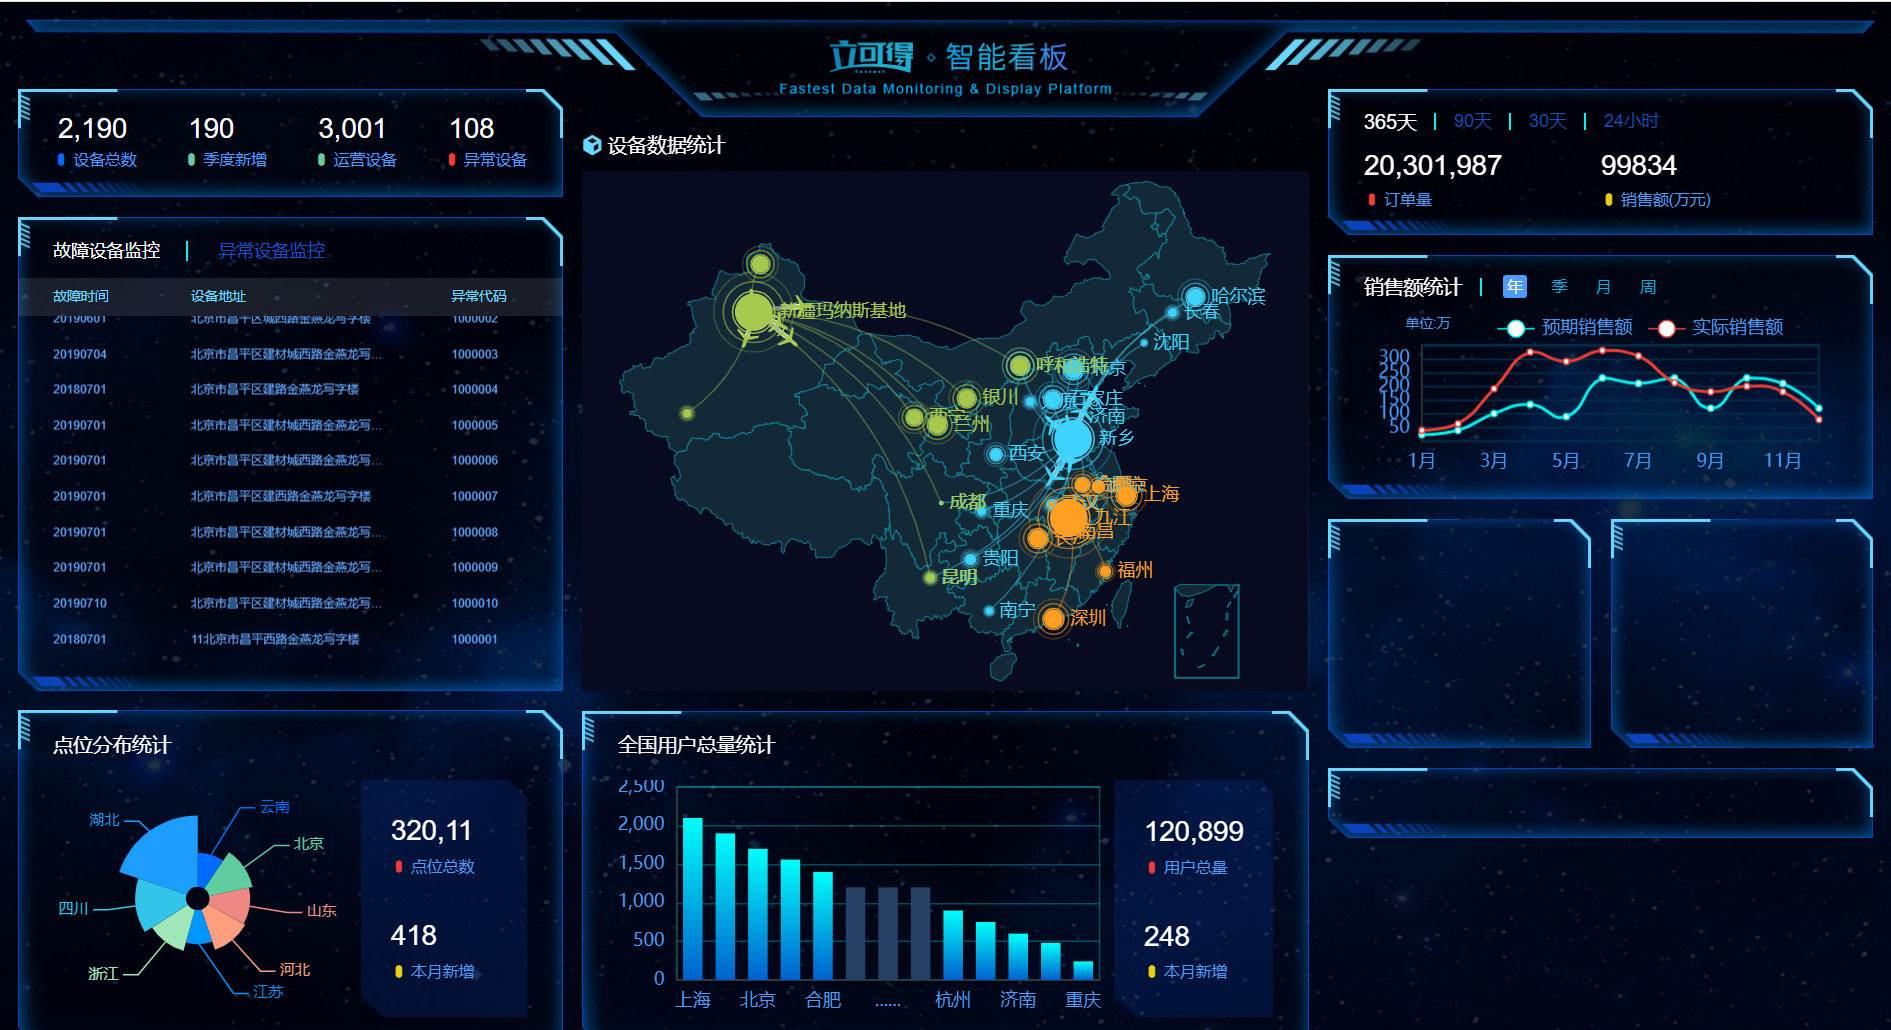 立可得 智能看板
Fastest
Fastest Data Monitoring & Display Platform
2,190 190 3,001 108
设备总数 季度新增 运营设备 异常设备
故障设备监控 异常设备监控
故障时间 设备地址 异常代码
20190601 北京市昌平区城西路金燕龙写字楼 1000002
20190704 北京市昌平区建材城西路金燕龙写... 1000003
20180701 北京市昌平区建路金燕龙写字楼 1000004
20190701 北京市昌平区建材城西路金燕龙写... 1000005
20190701 北京市昌平区建材城西路金燕龙写... 1000006
20190701 北京市昌平区建西路金燕龙写字楼 1000007
20190701 北京市昌平区建材城西路金燕龙写... 1000008
20190701 北京市昌平区建材城西路金燕龙写... 1000009
20190710 北京市昌平区建材城西路金燕龙写... 1000010
20180701 11北京市昌平西路金燕龙写字楼 1000001
点位分布统计
云南
湖北
北京
四川
山东
浙江
河北
江苏
320,11
点位总数
418
本月新增
设备数据统计
新疆玛纳斯基地
哈尔滨
长春
沈阳
呼和浩特
北京
银川
石家庄
西宁
兰州
济南
新乡
西安
成都
重庆
上海
武汉
九江
南昌
贵阳
昆明
福州
南宁
深圳
全国用户总量统计
2,500
2,000
1,500
1,000
500
0
上海 北京 合肥 ...... 杭州 济南 重庆
120,899
用户总量
248
本月新增
365天 90天 30天 24小时
20,301,987 99834
订单量 销售额(万元)
销售额统计 年 季 月 周
单位:万 预期销售额 实际销售额
300
250
200
150
100
50
1月 3月 5月 7月 9月 11月